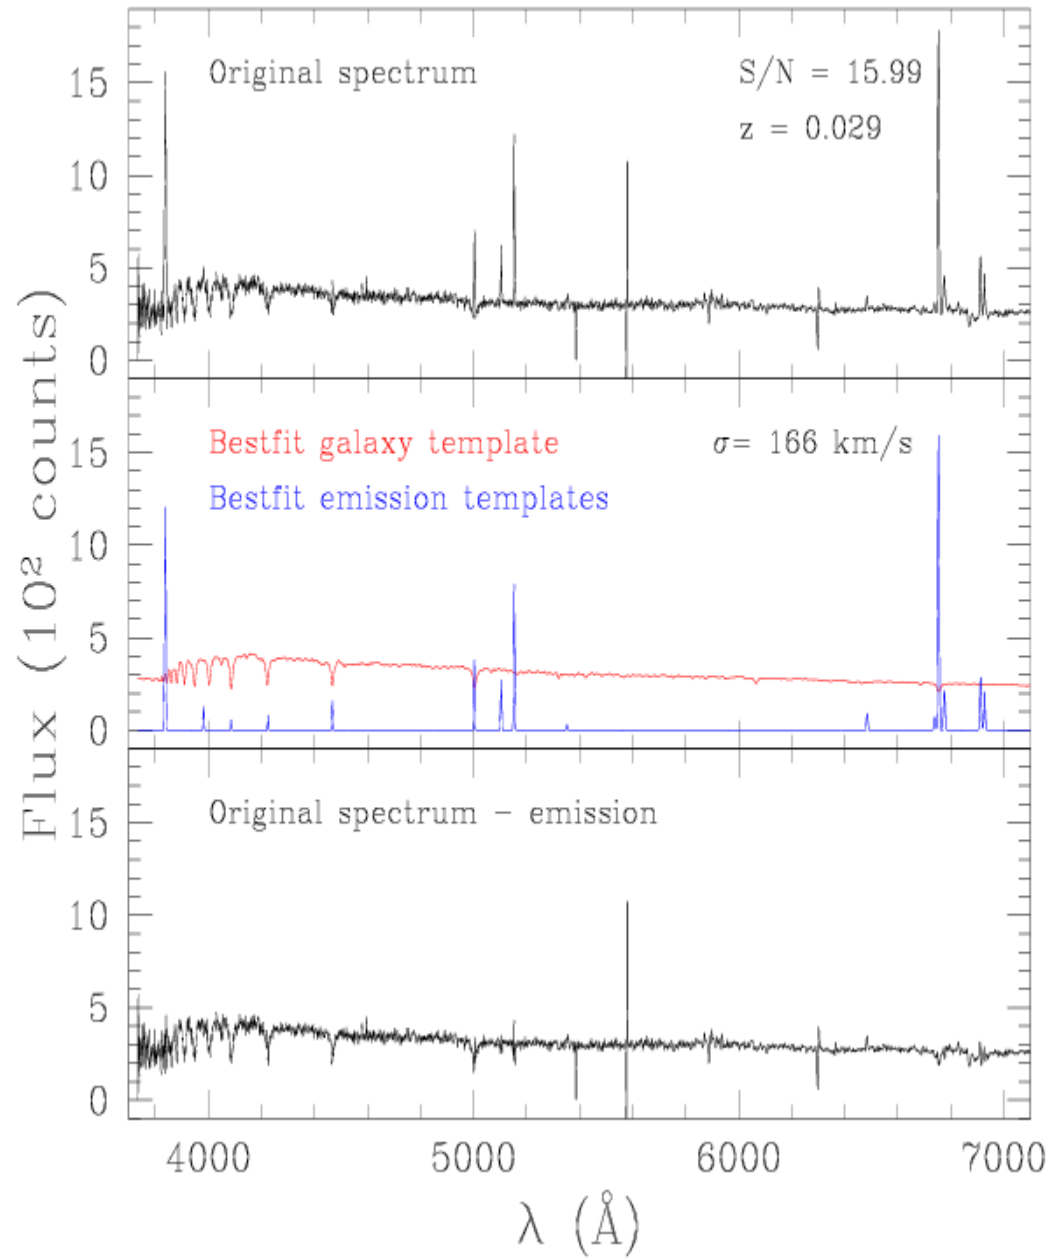 Flux (10² counts)
15
10
5
0
Original spectrum
S/N = 15.99
z = 0.029
15
10
5
0
Bestfit galaxy template
σ= 166 km/s
Bestfit emission templates
15
10
5
0
Original spectrum – emission
4000 5000 6000 7000
λ (Å)